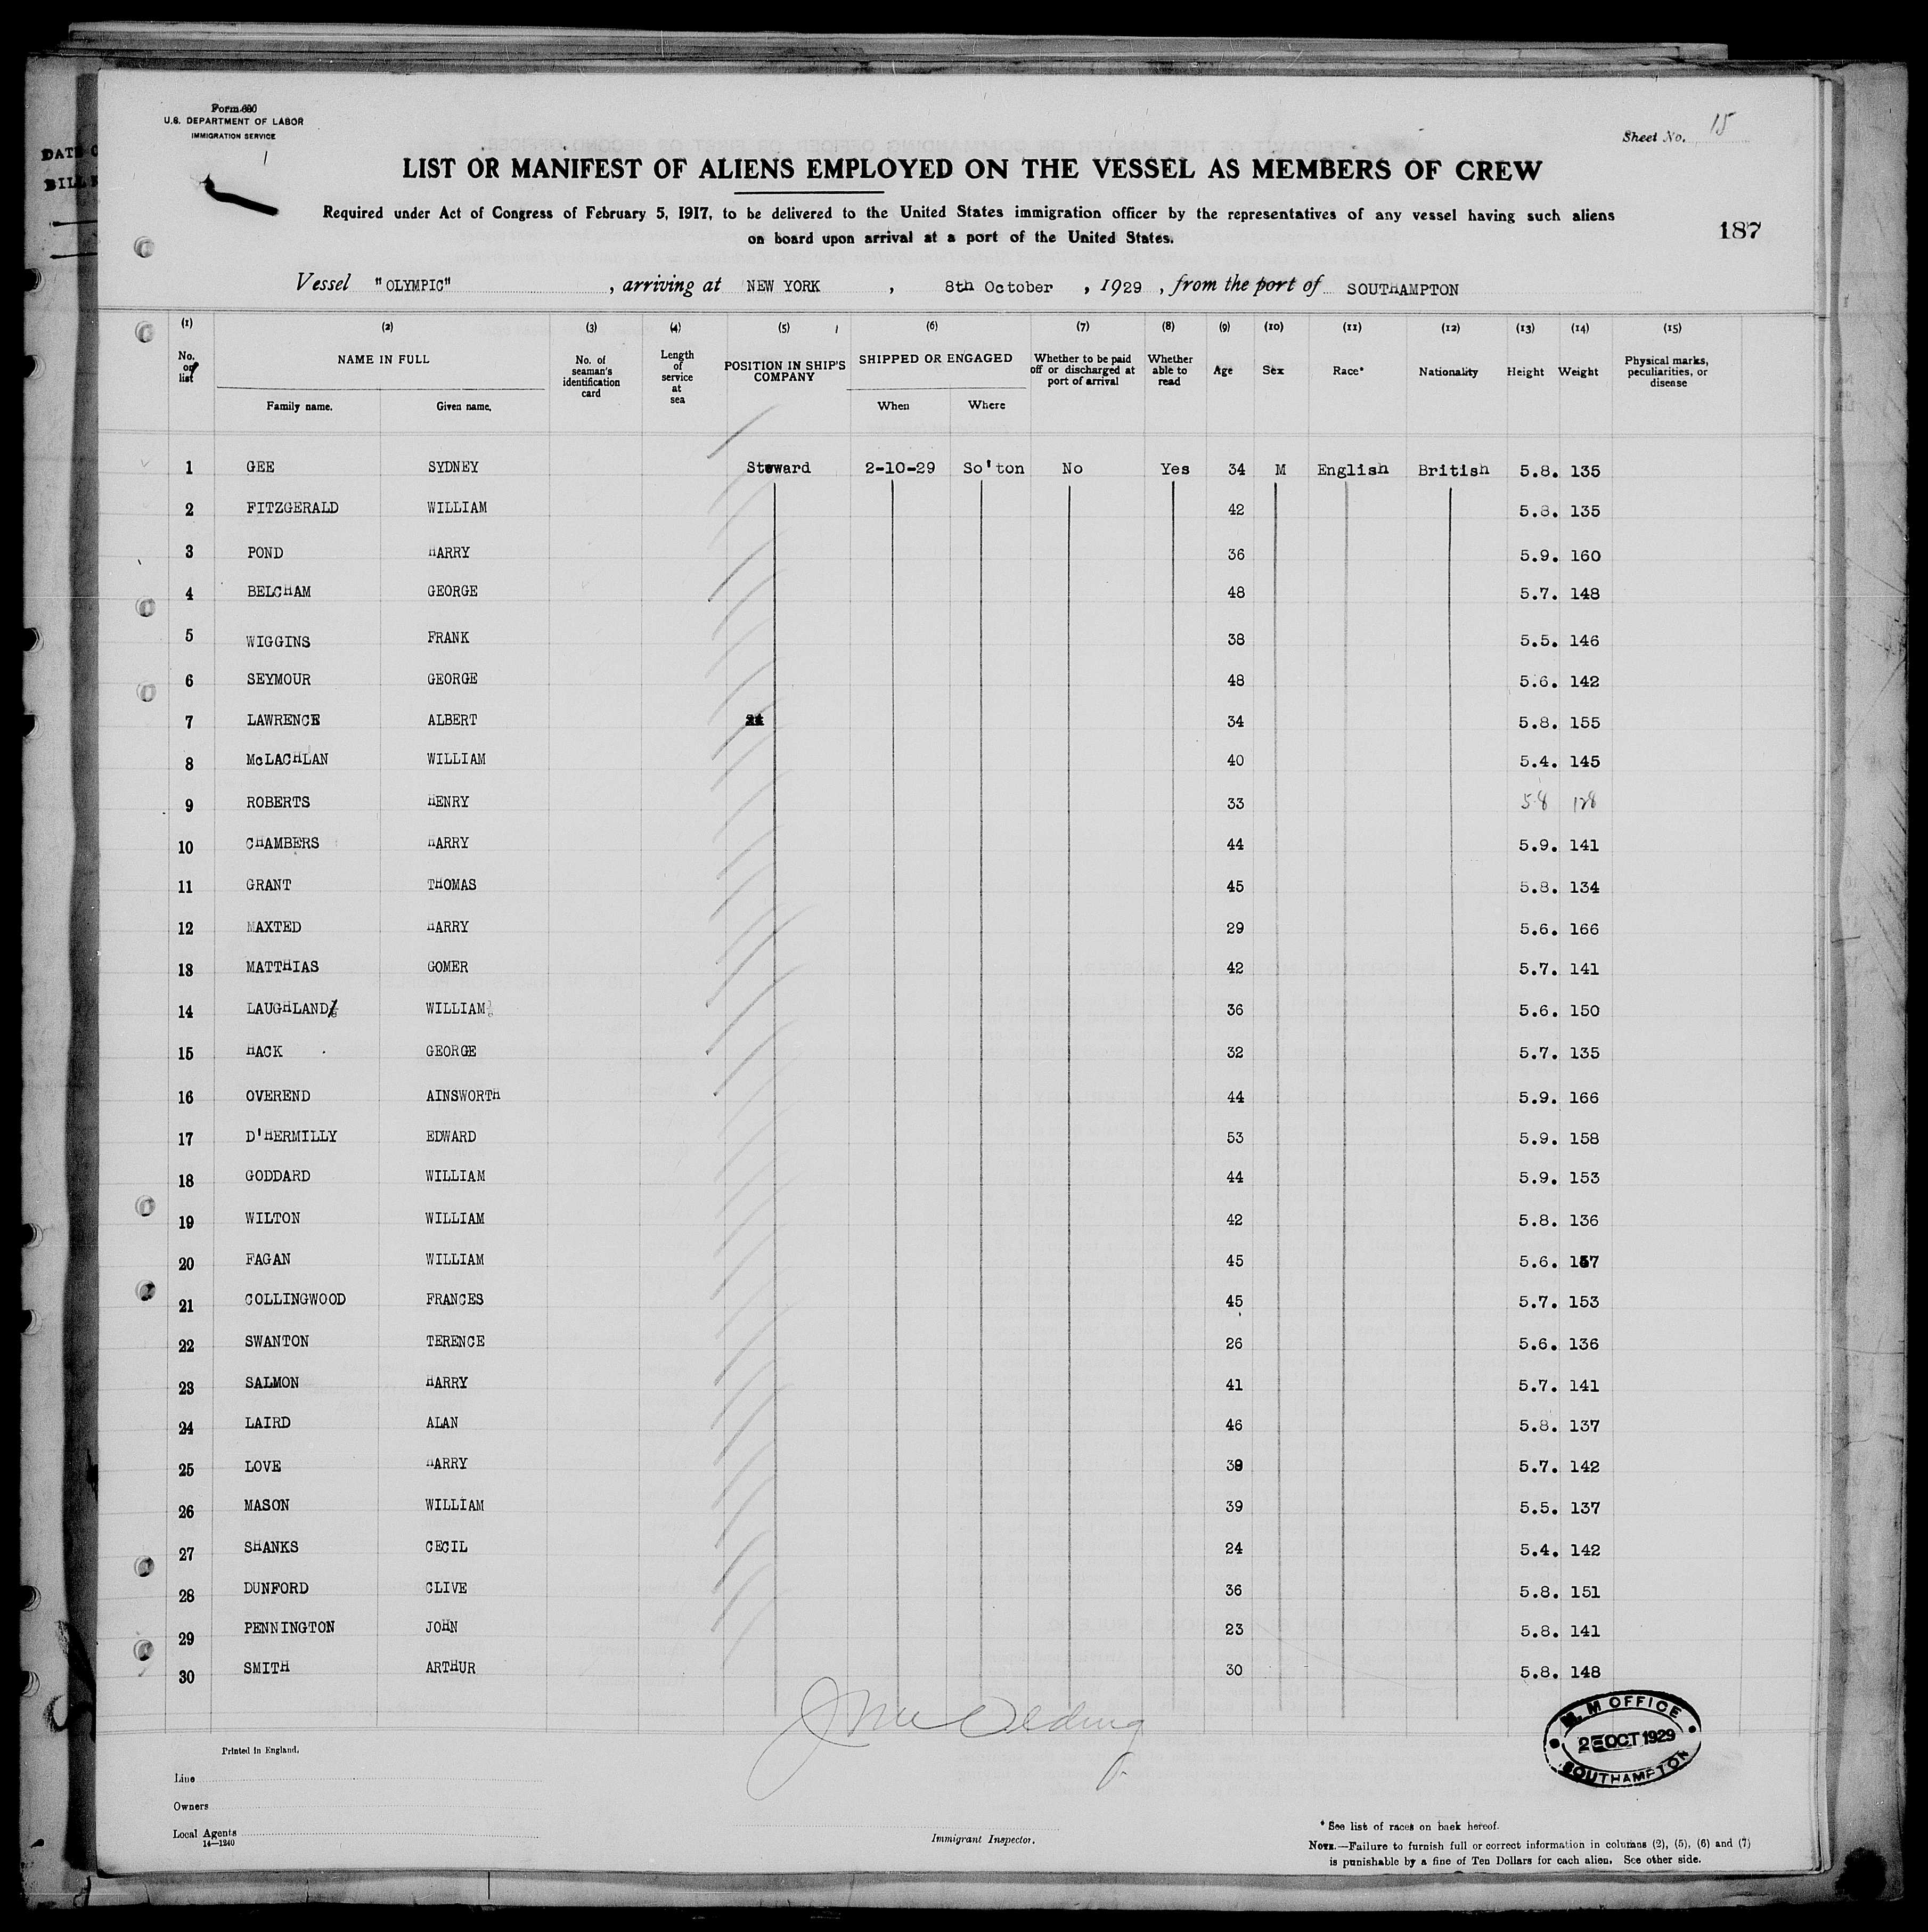 Form 680
U.S. DEPARTMENT OF LABOR
IMMIGRATION SERVICE
Sheet No. 15
LIST OR MANIFEST OF ALIENS EMPLOYED ON THE VESSEL AS MEMBERS OF CREW
Required under Act of Congress of February 5, 1917, to be delivered to the United States immigration officer by the representatives of any vessel having such aliens
on board upon arrival at a port of the United States.
187
Vessel "OLYMPIC" , arriving at NEW YORK , 8th October , 1929 , from the port of SOUTHAMPTON
(1) (2) (3) (4) (5) (6) (7) (8) (9) (10) (11) (12) (13) (14) (15)
No. on list NAME IN FULL Family name. Given name. No. of seaman's identification card Length of service at sea POSITION IN SHIP'S COMPANY SHIPPED OR ENGAGED When Where Whether to be paid off or discharged at port of arrival Whether able to read Age Sex Race* Nationality Height Weight Physical marks, peculiarities, or disease
1 GEE SYDNEY Steward 2-10-29 So'ton No Yes 34 M English British 5.8. 135
2 FITZGERALD WILLIAM 42 5.8. 135
3 POND HARRY 36 5.9. 160
4 BELCHAM GEORGE 48 5.7. 148
5 WIGGINS FRANK 38 5.5. 146
6 SEYMOUR GEORGE 48 5.6. 142
7 LAWRENCE ALBERT 34 5.8. 155
8 McLACHLAN WILLIAM 40 5.4. 145
9 ROBERTS HENRY 33 5·8 128
10 CHAMBERS HARRY 44 5.9. 141
11 GRANT THOMAS 45 5.8. 134
12 MAXTED HARRY 29 5.6. 166
13 MATTHIAS GOMER 42 5.7. 141
14 LAUGHLAND WILLIAM 36 5.6. 150
15 HACK GEORGE 32 5.7. 135
16 OVEREND AINSWORTH 44 5.9. 166
17 D'HERMILLY EDWARD 53 5.9. 158
18 GODDARD WILLIAM 44 5.9. 153
19 WILTON WILLIAM 42 5.8. 136
20 FAGAN WILLIAM 45 5.6.
21 COLLINGWOOD FRANCES 45 5.7. 153
22 SWANTON TERENCE 26 5.6. 136
23 SALMON HARRY 41 5.7. 141
24 LAIRD ALAN 46 5.8. 137
25 LOVE HARRY 5.7. 142
26 MASON WILLIAM 39 5.5. 137
27 SHANKS CECIL 24 5.4. 142
28 DUNFORD CLIVE 36 5.8. 151
29 PENNINGTON JOHN 23 5.8. 141
30 SMITH ARTHUR 30 5.8. 148
M. M OFFICE
2 OCT 1929
SOUTHAMPTON
Printed in England.
Line
Owners
Local Agents
14—1240
Immigrant Inspector.
* See list of races on back hereof.
NOTE.—Failure to furnish full or correct information in columns (2), (5), (6) and (7)
is punishable by a fine of Ten Dollars for each alien. See other side.